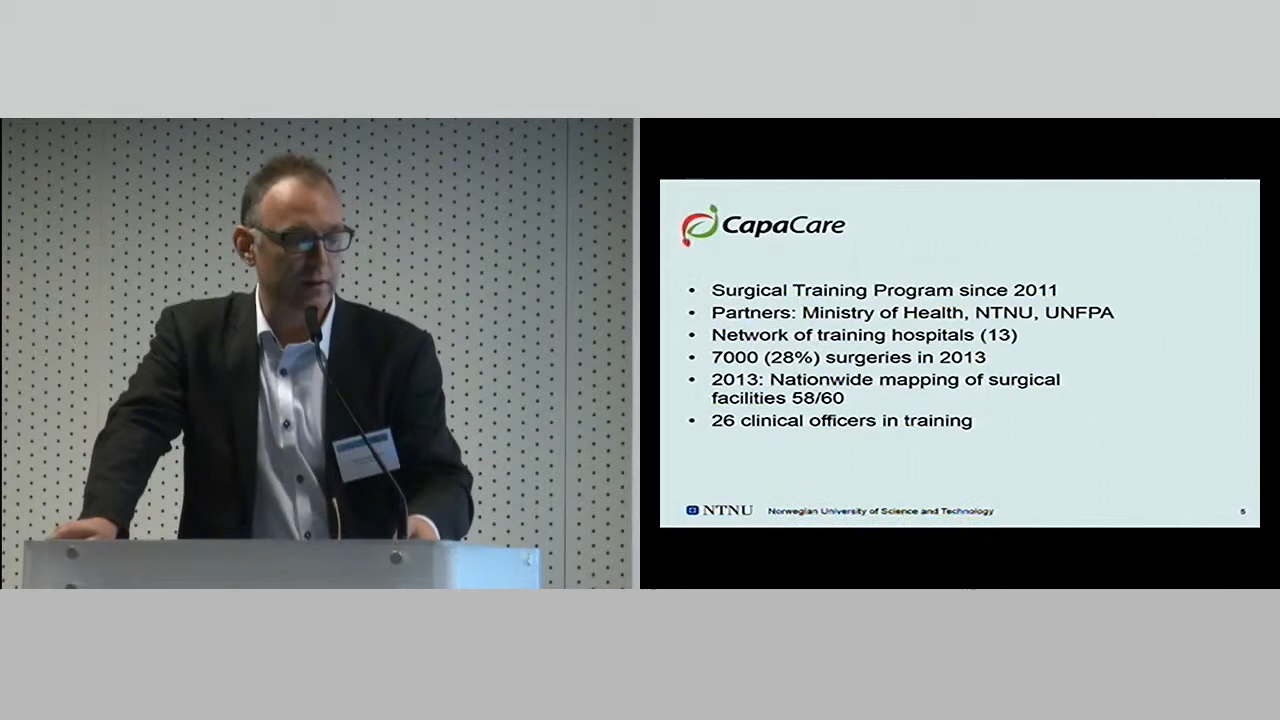 CapaCare
• Surgical Training Program since 2011
• Partners: Ministry of Health, NTNU, UNFPA
• Network of training hospitals (13)
• 7000 (28%) surgeries in 2013
• 2013: Nationwide mapping of surgical
facilities 58/60
• 26 clinical officers in training
NTNU Norwegian University of Science and Technology 5